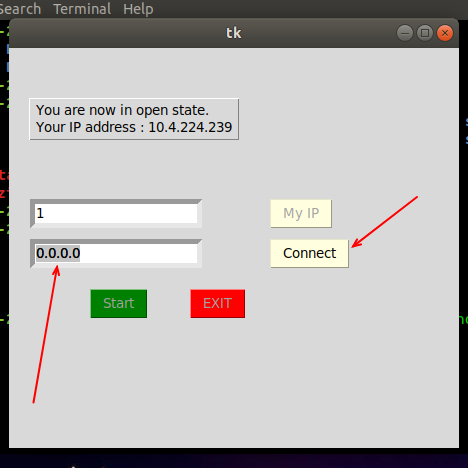 Search Terminal Help
tk
You are now in open state.
Your IP address : 10.4.224.239
1
My IP
0.0.0.0
Connect
Start
EXIT